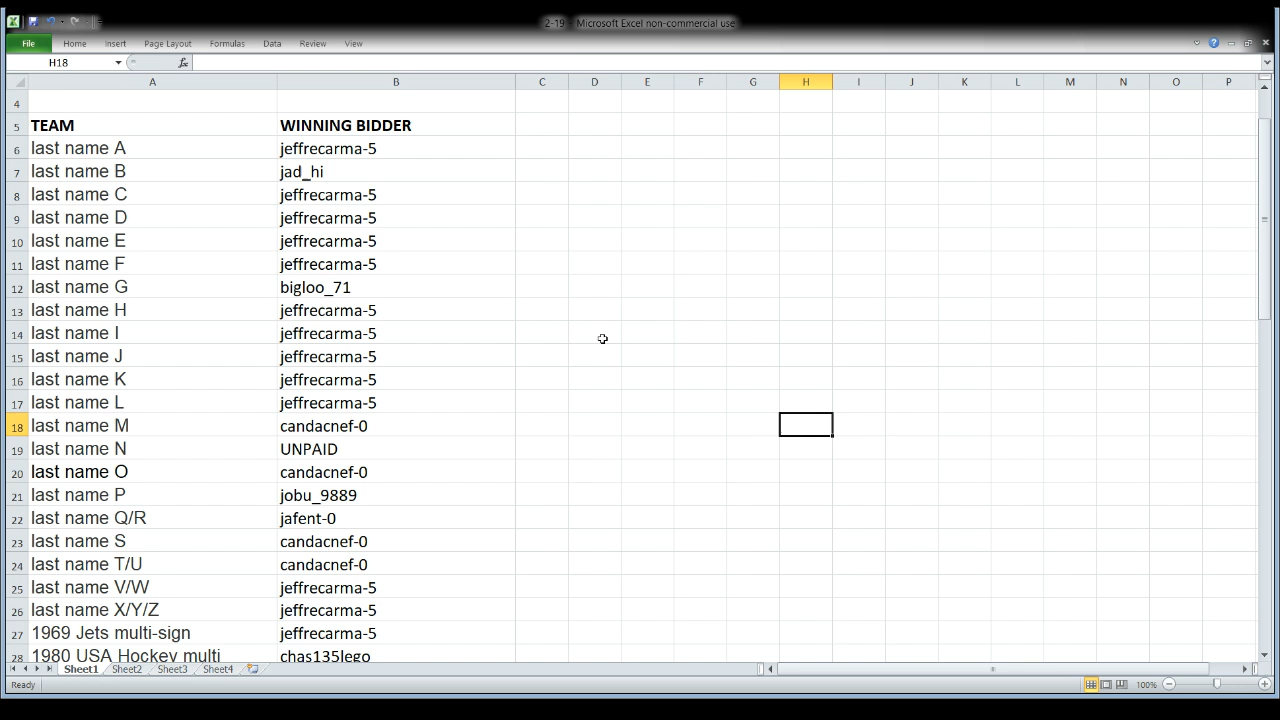 2-19 - Microsoft Excel non-commercial use
File Home Insert Page Layout Formulas Data Review View
H18 fx
A B C D E F G H I J K L M N O P
4
5 TEAM WINNING BIDDER
6 last name A jeffrecarma-5
7 last name B jad_hi
8 last name C jeffrecarma-5
9 last name D jeffrecarma-5
10 last name E jeffrecarma-5
11 last name F jeffrecarma-5
12 last name G bigloo_71
13 last name H jeffrecarma-5
14 last name I jeffrecarma-5
15 last name J jeffrecarma-5
16 last name K jeffrecarma-5
17 last name L jeffrecarma-5
18 last name M candacnef-0
19 last name N UNPAID
20 last name O candacnef-0
21 last name P jobu_9889
22 last name Q/R jafent-0
23 last name S candacnef-0
24 last name T/U candacnef-0
25 last name V/W jeffrecarma-5
26 last name X/Y/Z jeffrecarma-5
27 1969 Jets multi-sign jeffrecarma-5
28 1980 USA Hockey multi chas135lego
Sheet1 Sheet2 Sheet3 Sheet4
Ready 100%